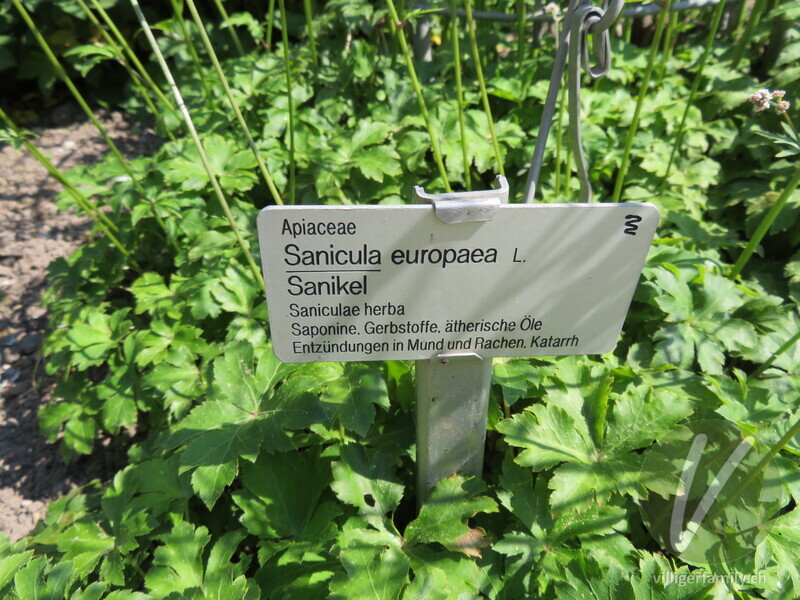 Apiaceae
Sanicula europaea L.
Sanikel
Saniculae herba
Saponine, Gerbstoffe, ätherische Öle
Entzündungen in Mund und Rachen, Katarrh
V
villigerfamily.ch